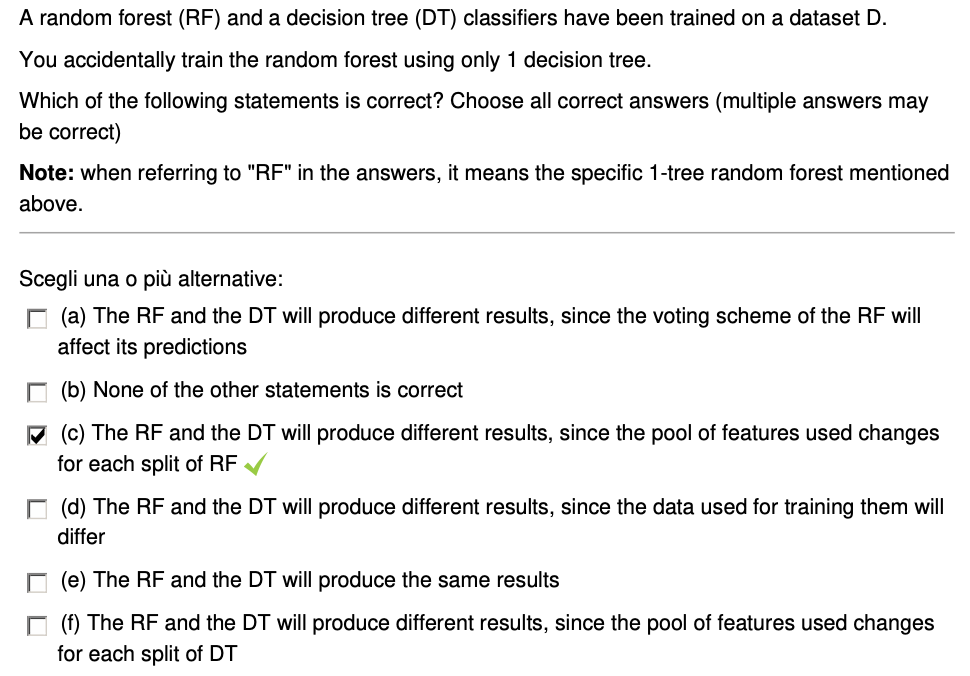 A random forest (RF) and a decision tree (DT) classifiers have been trained on a dataset D.
You accidentally train the random forest using only 1 decision tree.
Which of the following statements is correct? Choose all correct answers (multiple answers may
be correct)
Note: when referring to "RF" in the answers, it means the specific 1-tree random forest mentioned
above.
Scegli una o più alternative:
(a) The RF and the DT will produce different results, since the voting scheme of the RF will
affect its predictions
(b) None of the other statements is correct
(c) The RF and the DT will produce different results, since the pool of features used changes
for each split of RF
(d) The RF and the DT will produce different results, since the data used for training them will
differ
(e) The RF and the DT will produce the same results
(f) The RF and the DT will produce different results, since the pool of features used changes
for each split of DT